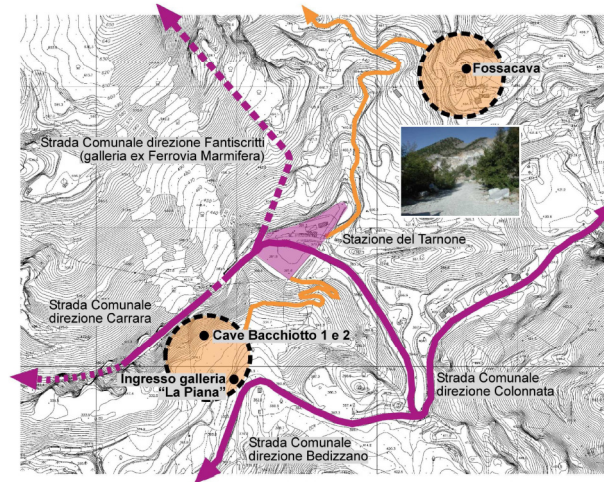 Fossacava
Strada Comunale direzione Fantiscritti
(galleria ex Ferrovia Marmifera)
Stazione del Tarnone
Strada Comunale
direzione Carrara
Cave Bacchiotto 1 e 2
Ingresso galleria
“La Piana”
Strada Comunale
direzione Colonnata
Strada Comunale
direzione Bedizzano